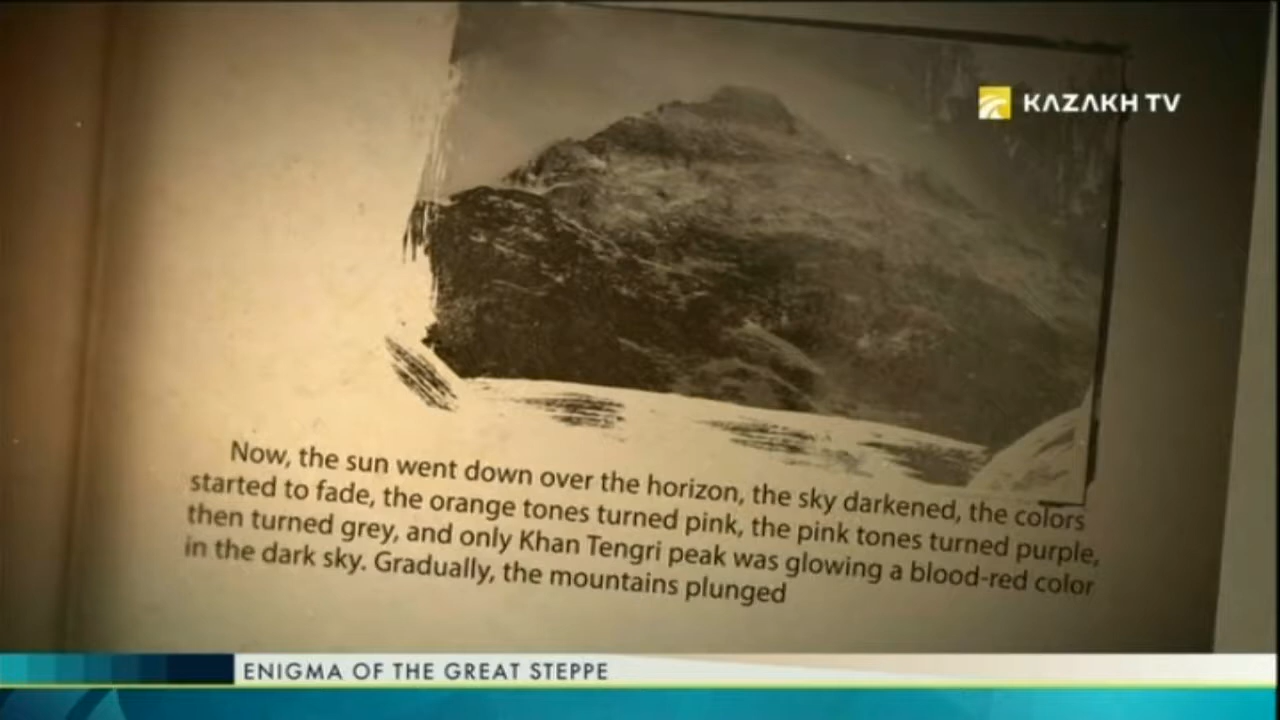 KAZAKH TV
Now, the sun went down over the horizon, the sky darkened, the colors
started to fade, the orange tones turned pink, the pink tones turned purple,
then turned grey, and only Khan Tengri peak was glowing a blood-red color
in the dark sky. Gradually, the mountains plunged
ENIGMA OF THE GREAT STEPPE